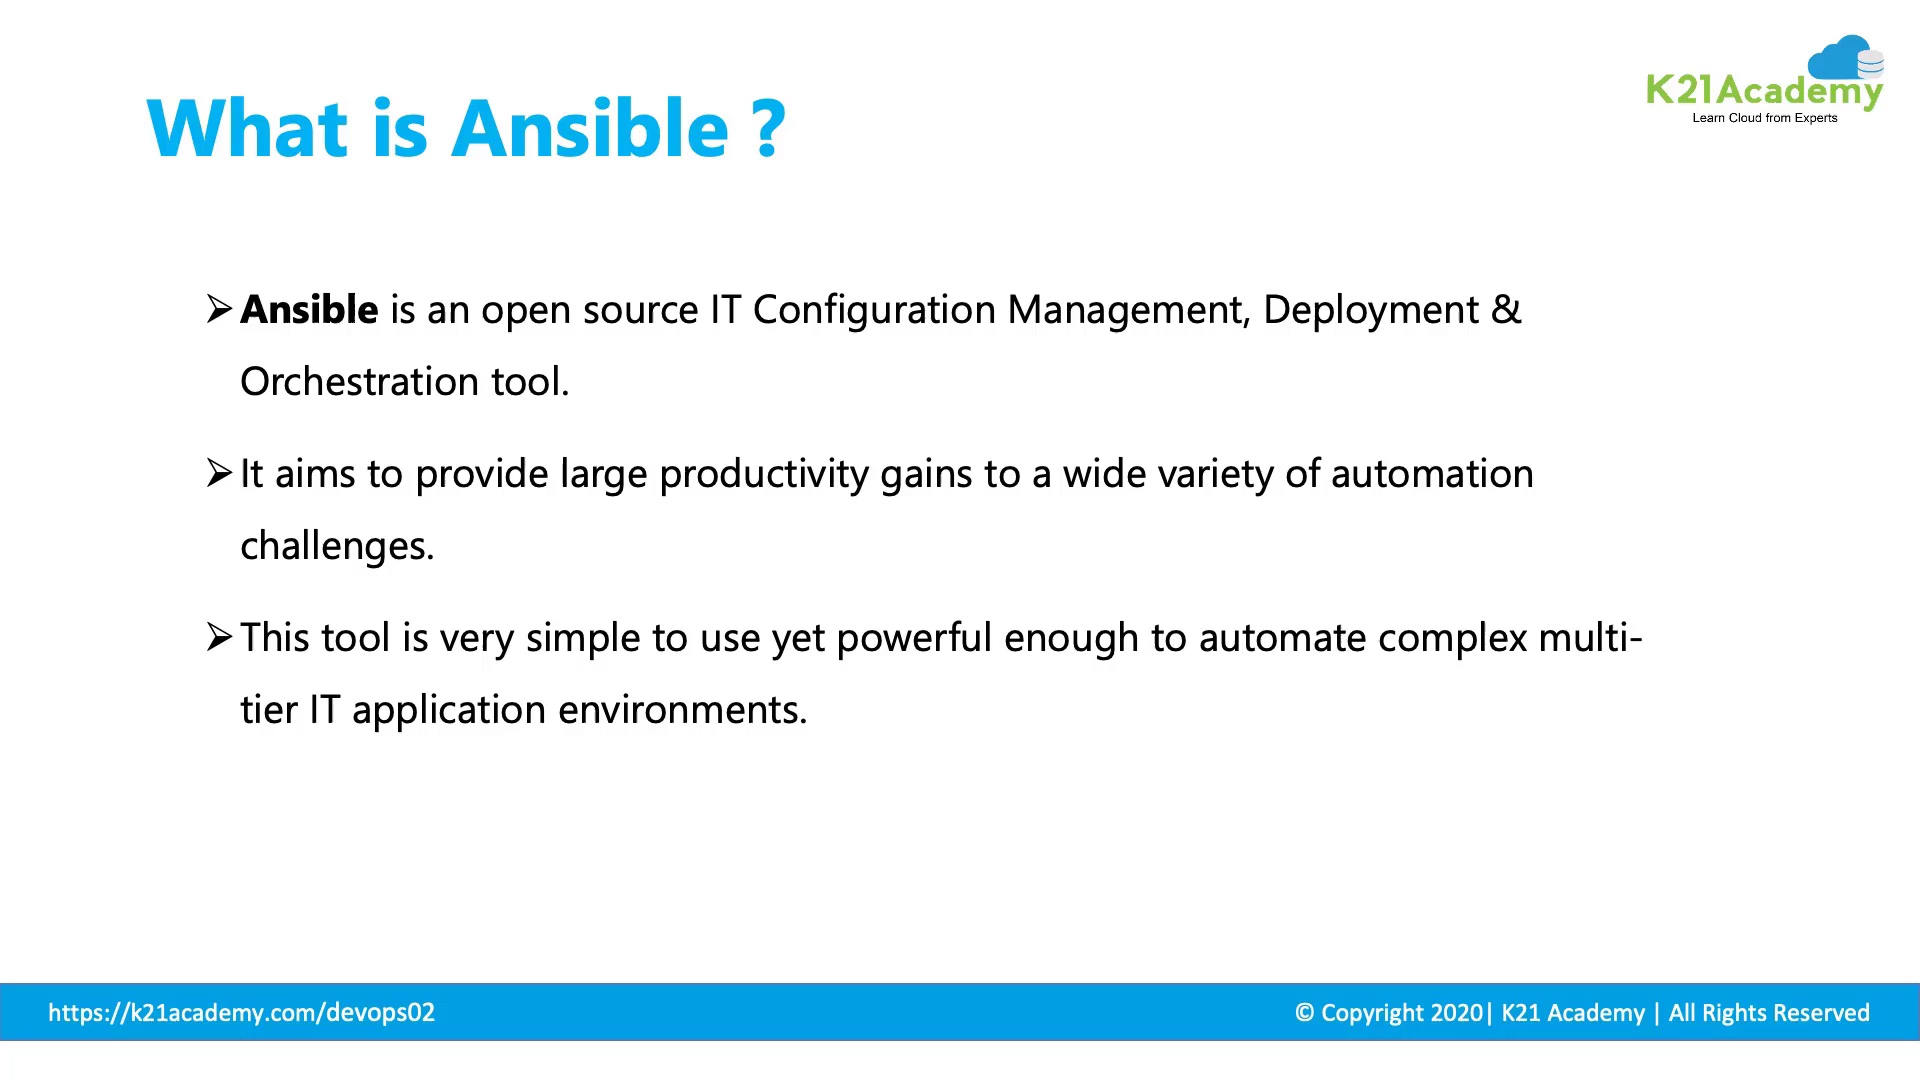 K21Academy
Learn Cloud from Experts
What is Ansible ?
➢Ansible is an open source IT Configuration Management, Deployment &
Orchestration tool.
➢It aims to provide large productivity gains to a wide variety of automation
challenges.
➢This tool is very simple to use yet powerful enough to automate complex multi-
tier IT application environments.
https://k21academy.com/devops02
© Copyright 2020| K21 Academy | All Rights Reserved